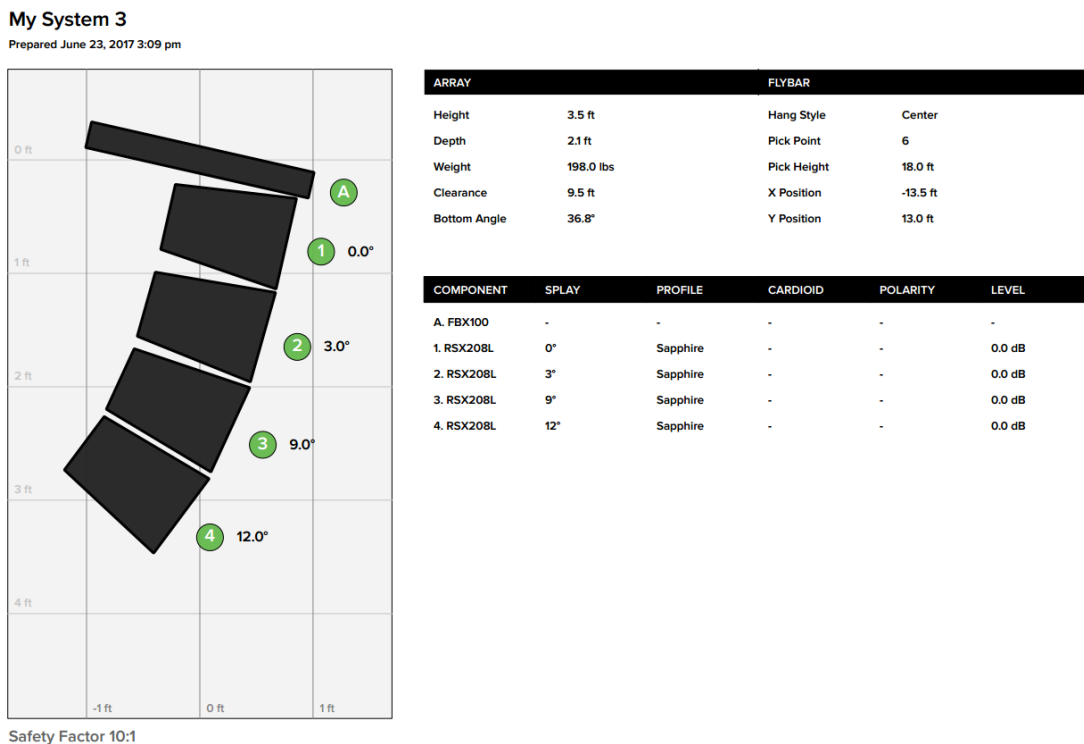 My System 3
Prepared June 23, 2017 3:09 pm
0 ft
1 ft
2 ft
3 ft
4 ft
-1 ft 0 ft 1 ft
A
1 0.0°
2 3.0°
3 9.0°
4 12.0°
Safety Factor 10:1
ARRAY FLYBAR
Height 3.5 ft Hang Style Center
Depth 2.1 ft Pick Point 6
Weight 198.0 lbs Pick Height 18.0 ft
Clearance 9.5 ft X Position -13.5 ft
Bottom Angle 36.8° Y Position 13.0 ft
COMPONENT SPLAY PROFILE CARDIOID POLARITY LEVEL
A. FBX100 - - - - -
1. RSX208L 0° Sapphire - - 0.0 dB
2. RSX208L 3° Sapphire - - 0.0 dB
3. RSX208L 9° Sapphire - - 0.0 dB
4. RSX208L 12° Sapphire - - 0.0 dB